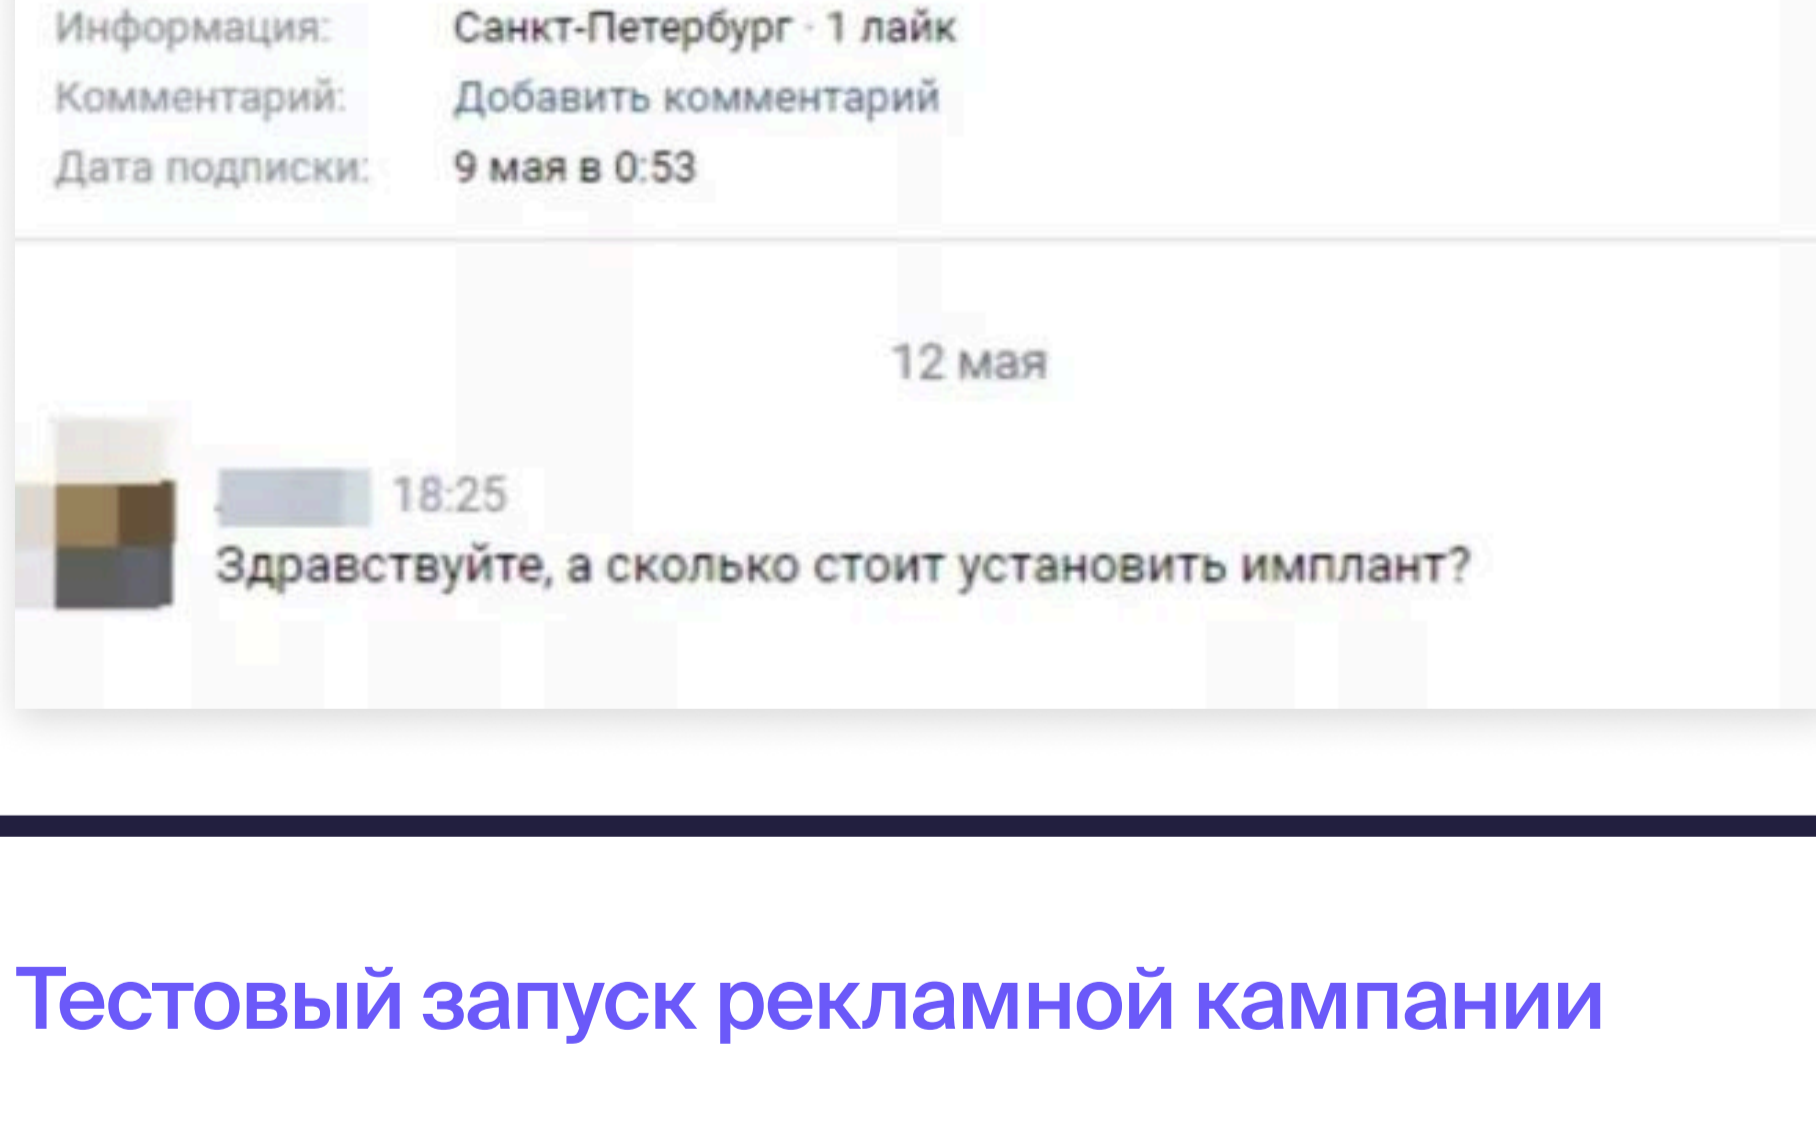 Информация: Санкт-Петербург · 1 лайк
Комментарий: Добавить комментарий
Дата подписки: 9 мая в 0:53
12 мая
18:25
Здравствуйте, а сколько стоит установить имплант?
Тестовый запуск рекламной кампании